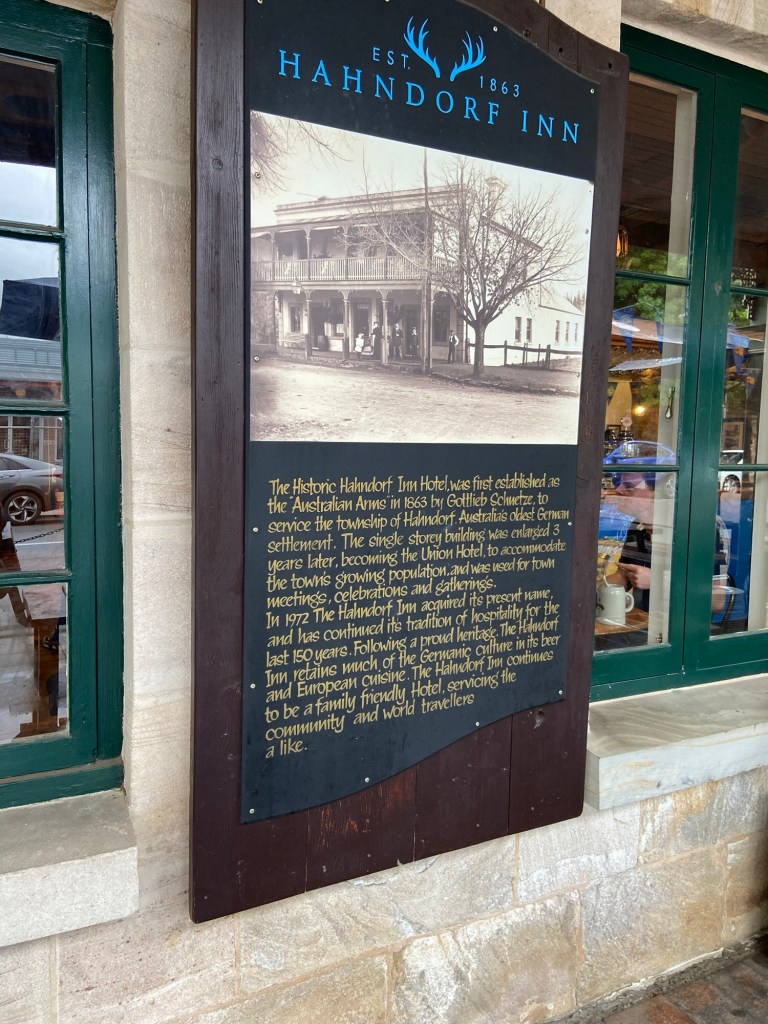 EST. 1863
HAHNDORF INN
The Historic Hahndorf Inn Hotel, was first established as
the "Australian Arms" in 1863 by Gottlieb Schuetze, to
service the township of Hahndorf, Australia's oldest German
settlement. The single storey building was enlarged 3
years later, becoming the Union Hotel, to accommodate
the towns growing population, and was used for town
meetings, celebrations and gatherings.
In 1972 The Hahndorf Inn acquired its present name,
and has continued its tradition of hospitality for the
last 150 years. Following a proud heritage, The Hahndorf
Inn retains much of the Germanic culture in its beer
and European cuisine. The Hahndorf Inn continues
to be a family friendly Hotel, servicing the
community and world travellers
a like.